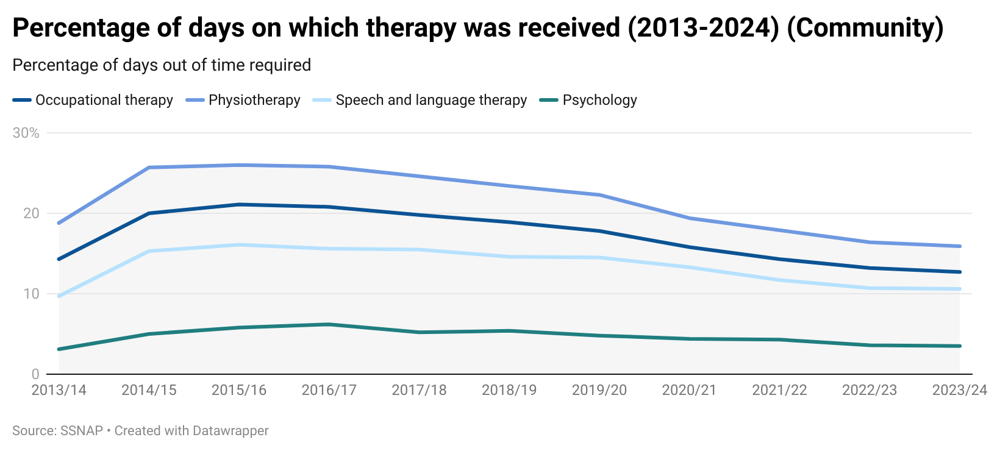 Percentage of days on which therapy was received (2013-2024) (Community)
Percentage of days out of time required
Occupational therapy Physiotherapy Speech and language therapy Psychology
30%
20
10
0
2013/14 2014/15 2015/16 2016/17 2017/18 2018/19 2019/20 2020/21 2021/22 2022/23 2023/24
Source: SSNAP • Created with Datawrapper